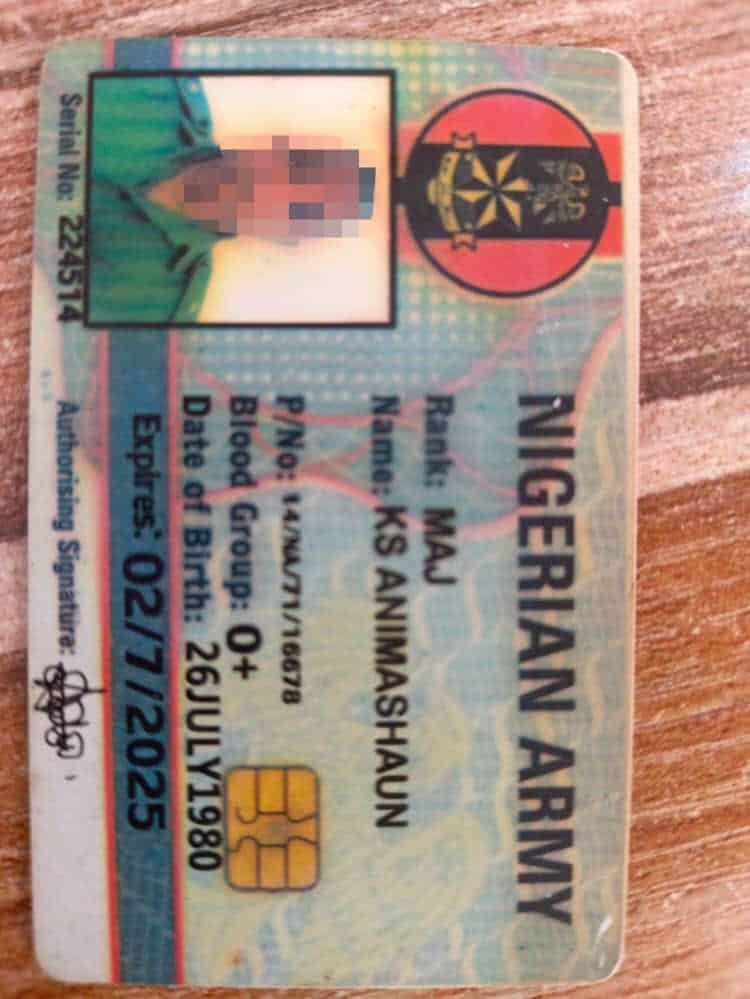 NIGERIAN ARMY
Rank: MAJ
Name: KS ANIMASHAUN
P/No: 14/NA/71/16678
Blood Group: O+
Date of Birth: 26JULY1980
Expires: 02/7/2025
Serial No: 224514
Authorising Signature: